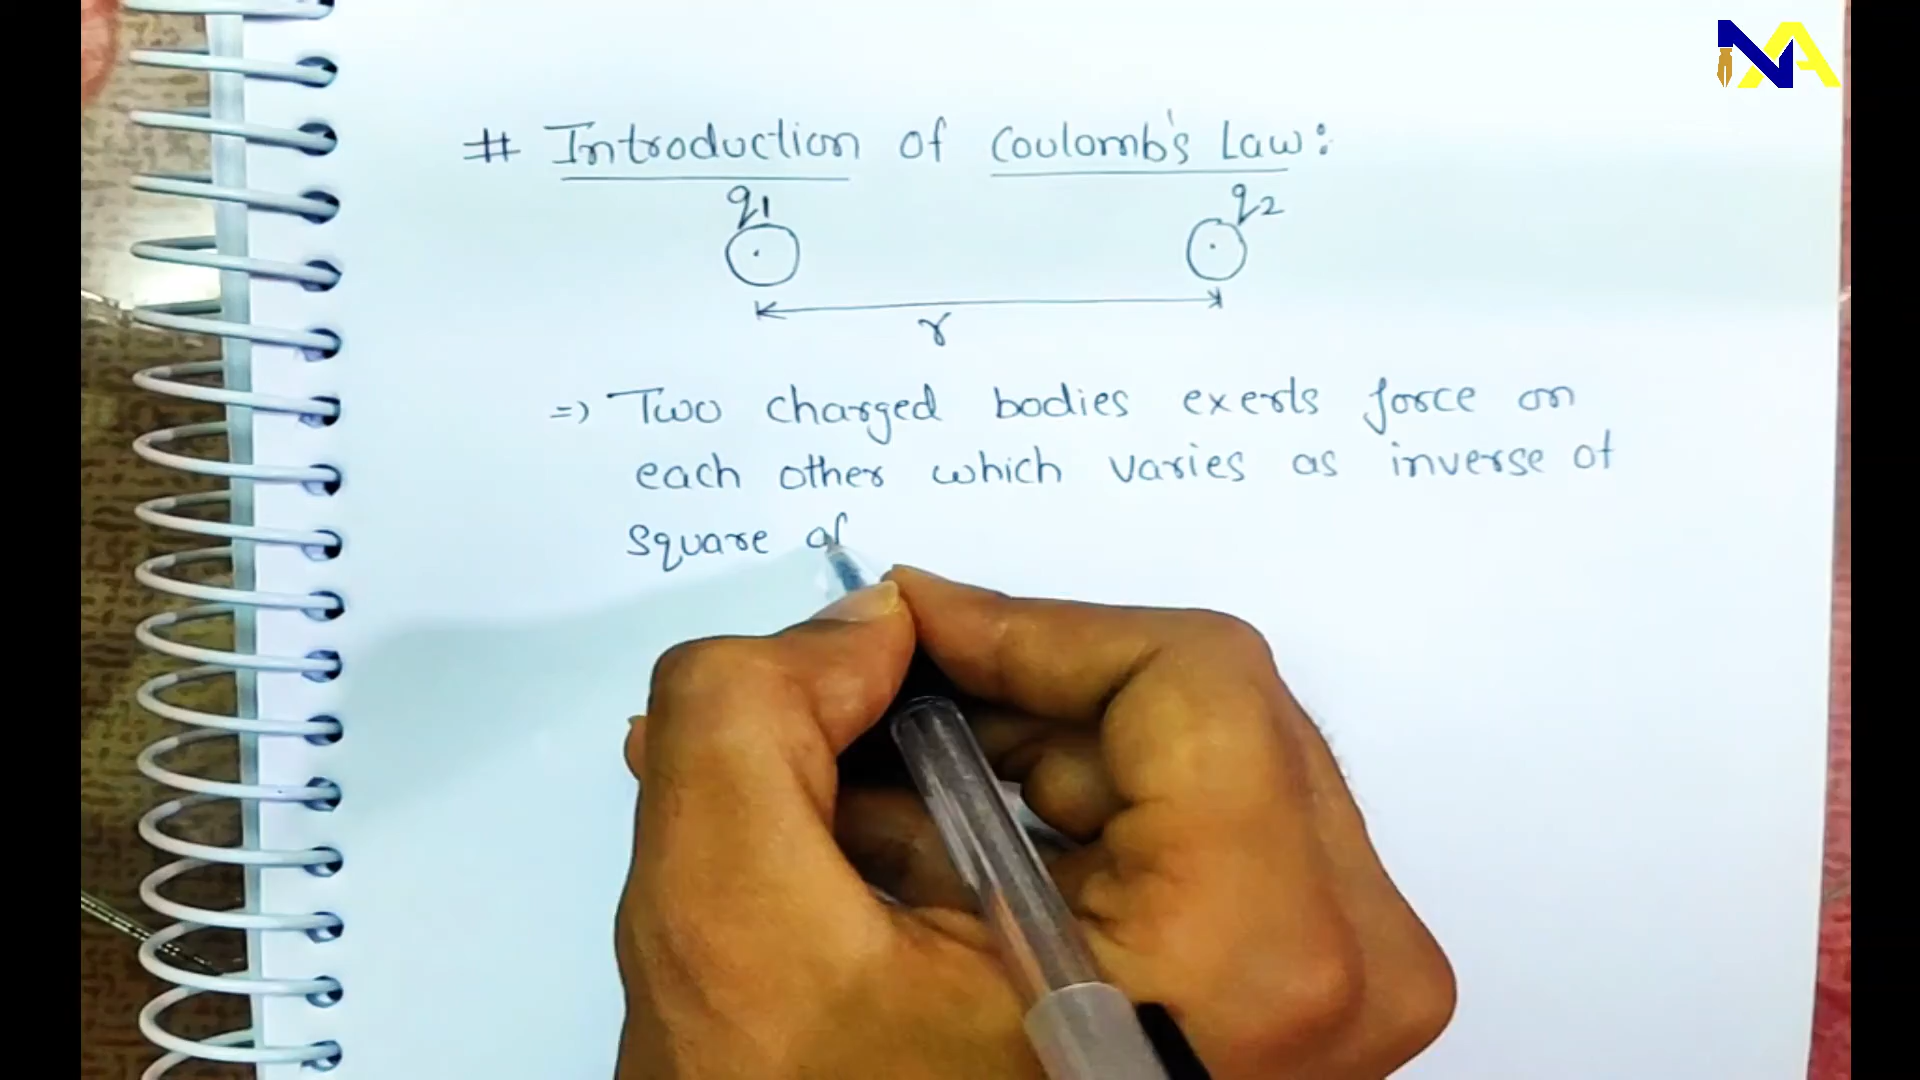 NA
# Introduction of Coulomb's Law:
q1 q2
r
=) Two charged bodies exerts force on
each other which varies as inverse of
square of